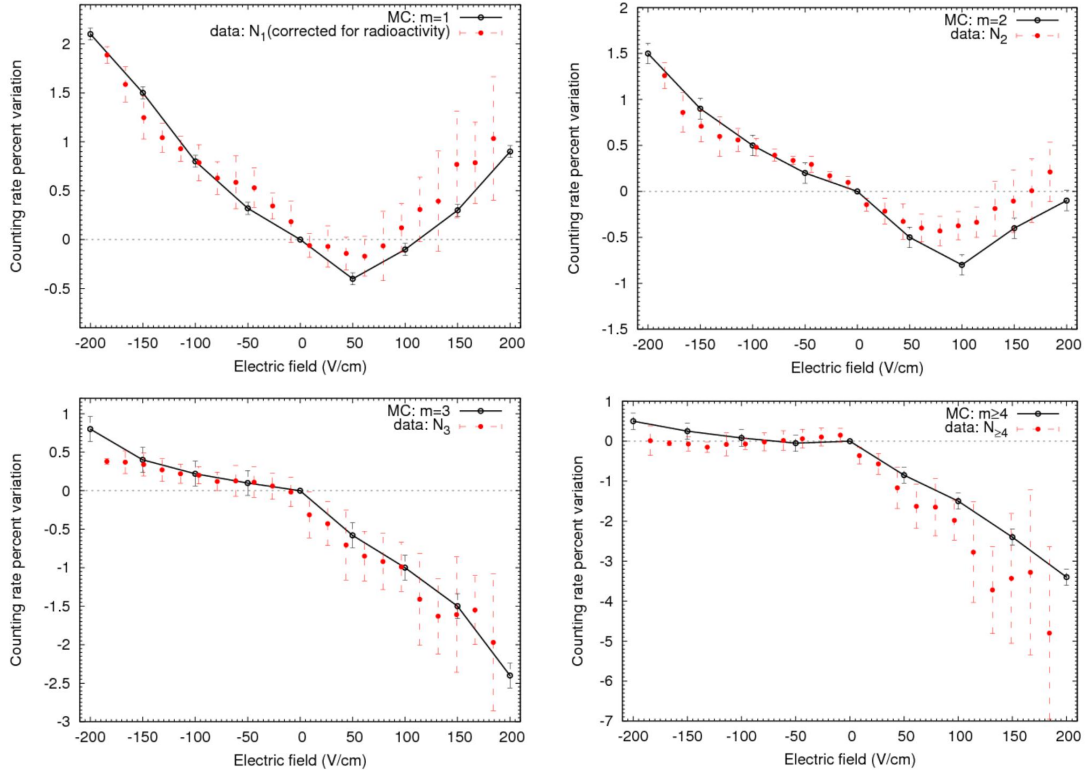 MC: m=1
data: N₁(corrected for radioactivity)
Counting rate percent variation
2
1.5
1
0.5
0
-0.5
-200 -150 -100 -50 0 50 100 150 200
Electric field (V/cm)
MC: m=2
data: N₂
Counting rate percent variation
2
1.5
1
0.5
0
-0.5
-1
-1.5
-200 -150 -100 -50 0 50 100 150 200
Electric field (V/cm)
MC: m=3
data: N₃
Counting rate percent variation
1
0.5
0
-0.5
-1
-1.5
-2
-2.5
-3
-200 -150 -100 -50 0 50 100 150 200
Electric field (V/cm)
MC: m≥4
data: N≥4
Counting rate percent variation
1
0
-1
-2
-3
-4
-5
-6
-7
-200 -150 -100 -50 0 50 100 150 200
Electric field (V/cm)